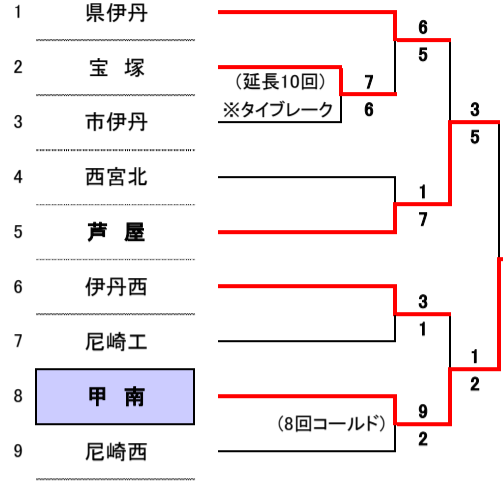 1 県伊丹
6
5
2 宝 塚
(延長10回)
※タイブレーク
7
6
3 市伊丹
3
5
4 西宮北
1
7
5 芦 屋
6 伊丹西
3
1
7 尼崎工
1
2
8 甲 南
(8回コールド)
9
2
9 尼崎西